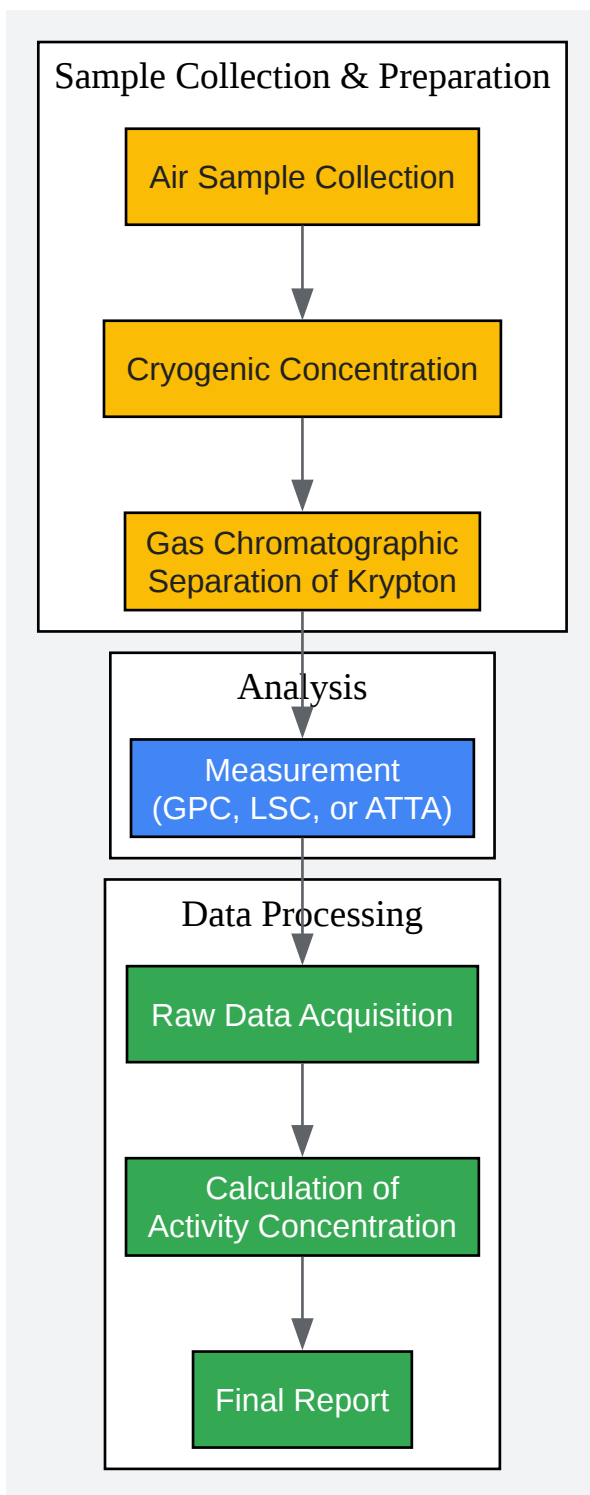 Sample Collection & Preparation
Air Sample Collection
Cryogenic Concentration
Gas Chromatographic
Separation of Krypton
Analysis
Measurement
(GPC, LSC, or ATTA)
Data Processing
Raw Data Acquisition
Calculation of
Activity Concentration
Final Report